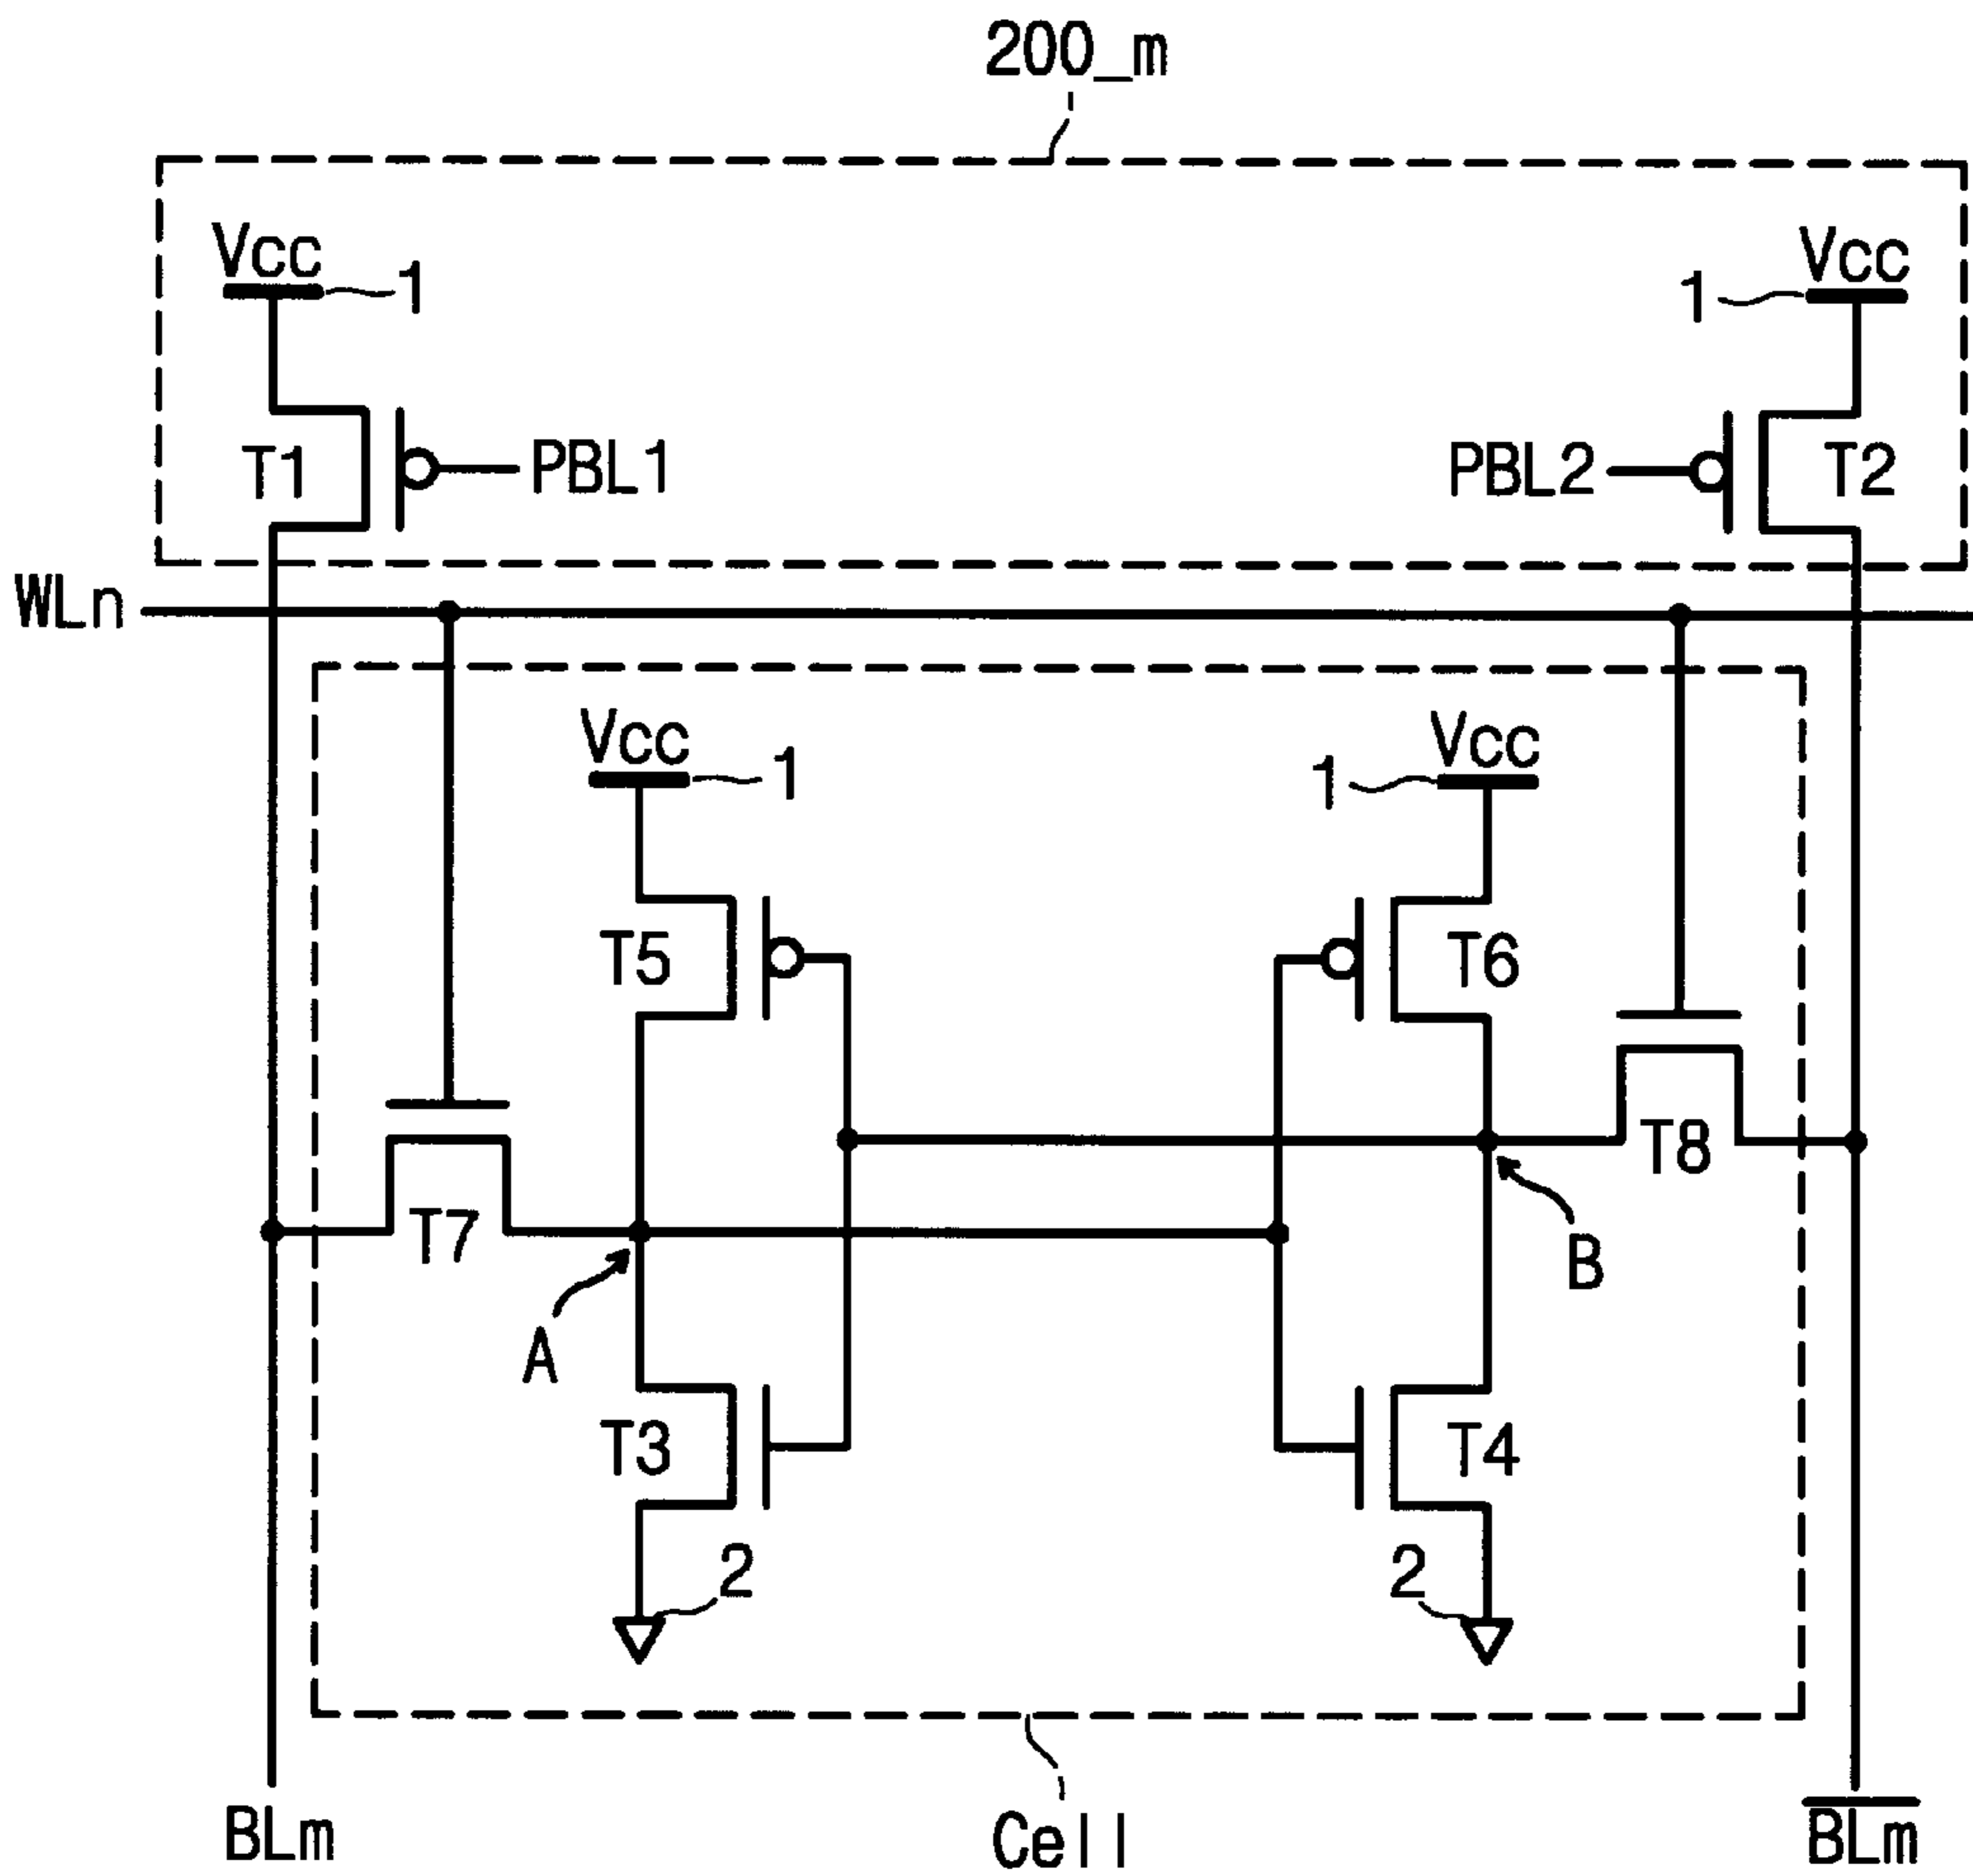 200_m
Vcc
1
1
Vcc
T1
PBL1
PBL2
T2
WLn
Vcc
1
1
Vcc
T5
T6
T7
T8
A
B
T3
T4
2
2
BLm
Cell
B̅L̅m̅